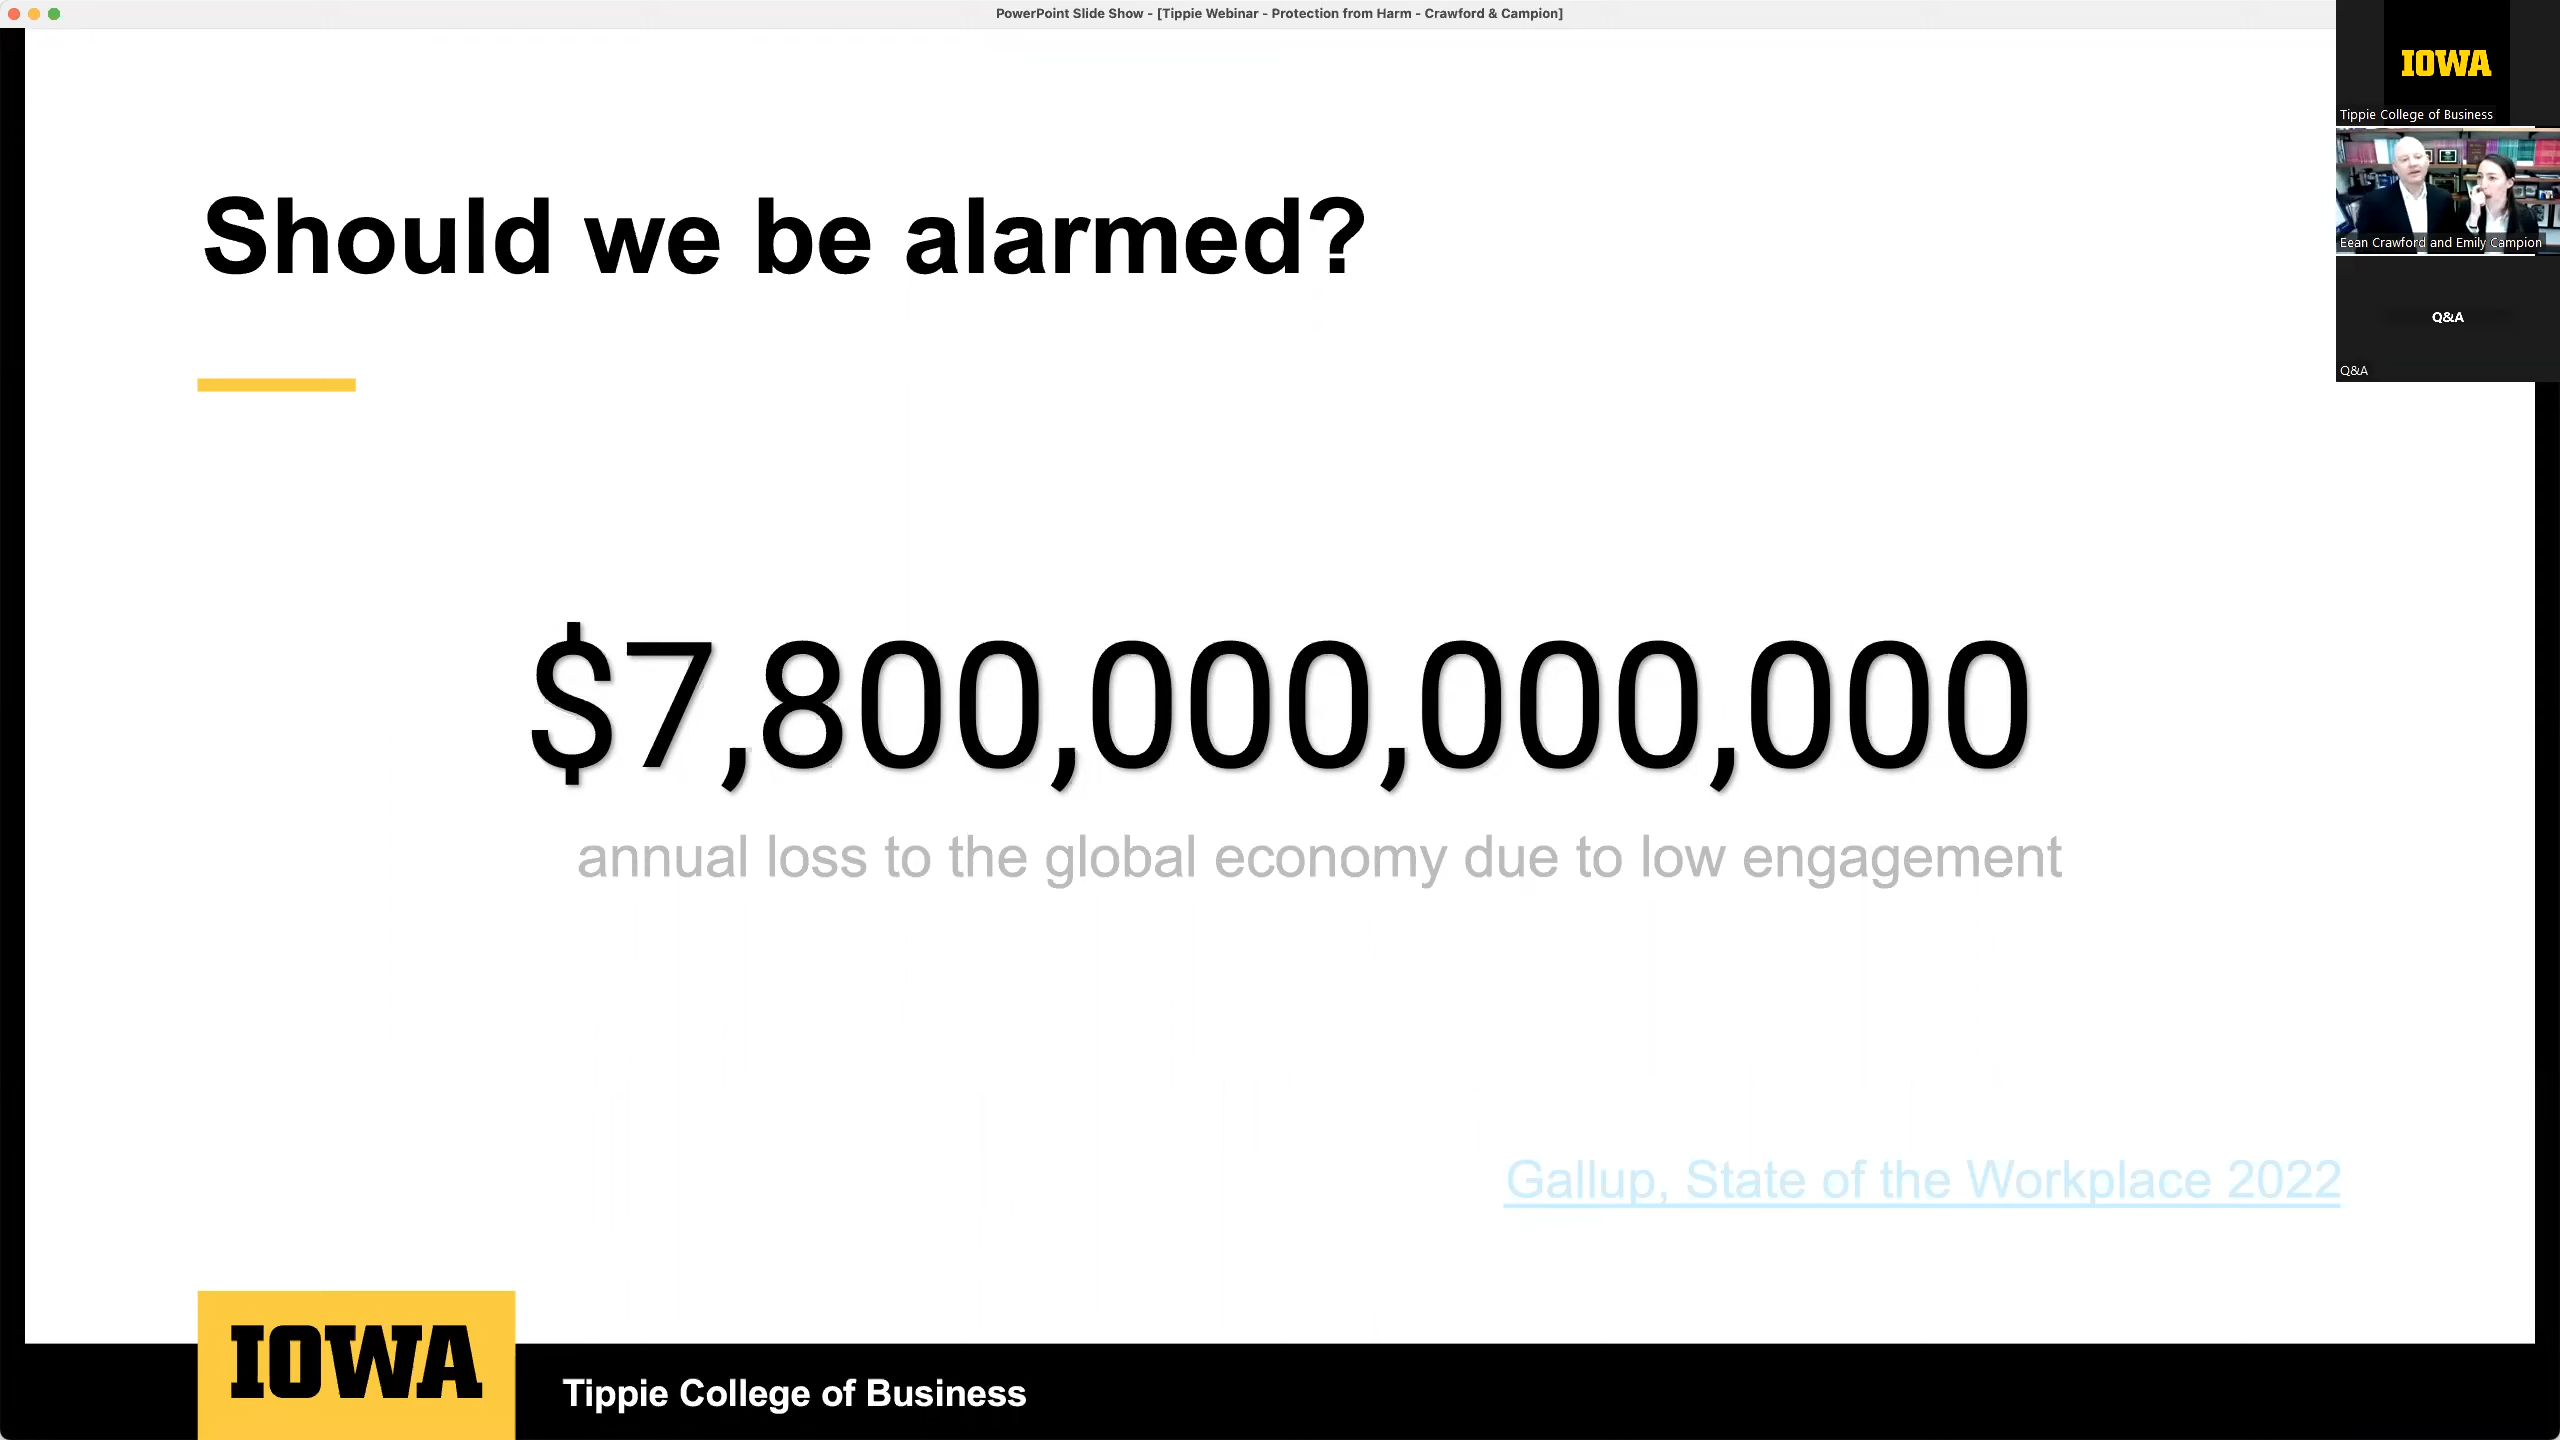 PowerPoint Slide Show - [Tippie Webinar - Protection from Harm - Crawford & Campion]
IOWA
Tippie College of Business
Eean Crawford and Emily Campion
Q&A
Q&A
Should we be alarmed?
$7,800,000,000,000
annual loss to the global economy due to low engagement
Gallup, State of the Workplace 2022
IOWA
Tippie College of Business